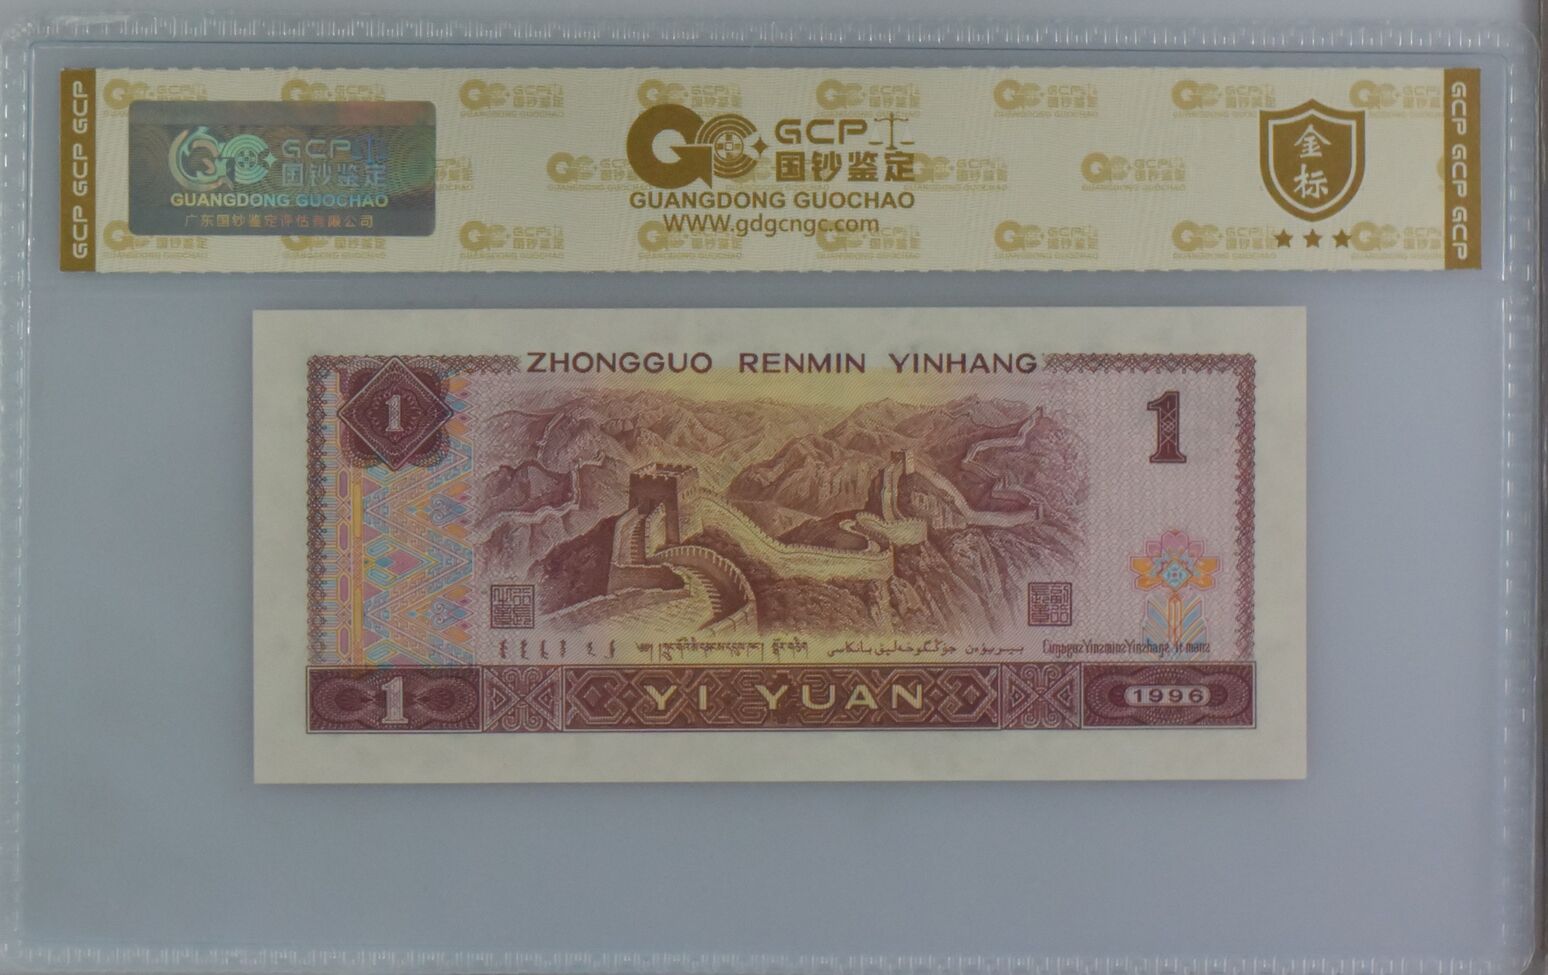 GCP GCP GCP
GCP
国钞鉴定
GUANGDONG GUOCHAO
广东国钞鉴定评估有限公司
GCP
国钞鉴定
GUANGDONG GUOCHAO
WWW.gdgcngc.com
金
标
GCP GCP GCP
ZHONGGUO RENMIN YINHANG
1
1
1
YI YUAN
1996